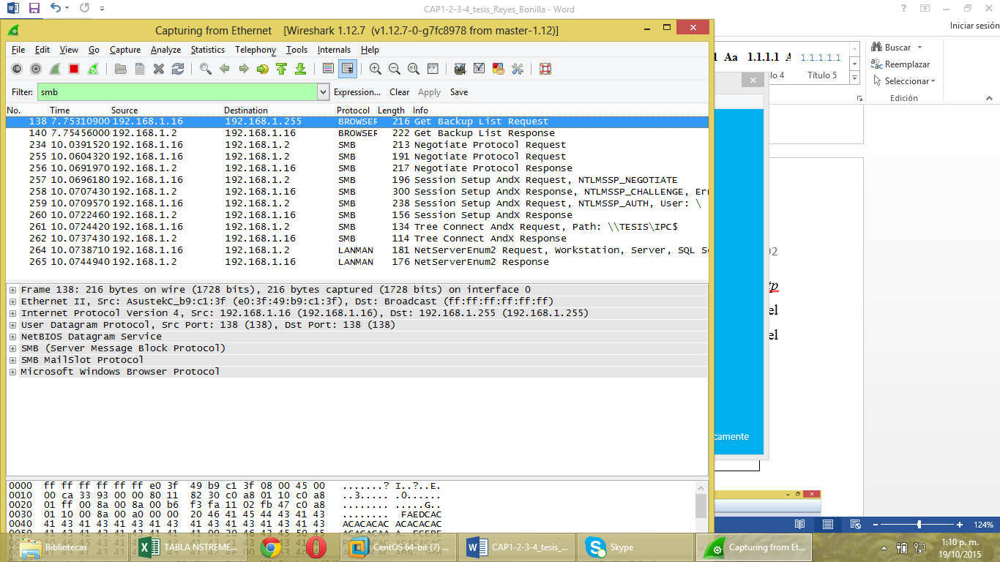 CAP1-2-3-4_tesis_Reyes_Bonilla - Word
Iniciar sesión
Capturing from Ethernet [Wireshark 1.12.7 (v1.12.7-0-g7fc8978 from master-1.12)]
File Edit View Go Capture Analyze Statistics Telephony Tools Internals Help
Filter: smb Expression... Clear Apply Save
No. Time Source Destination Protocol Length Info
138 7.75310900 192.168.1.16 192.168.1.255 BROWSER 216 Get Backup List Request
140 7.75456000 192.168.1.2 192.168.1.16 BROWSER 222 Get Backup List Response
234 10.0391520 192.168.1.16 192.168.1.2 SMB 213 Negotiate Protocol Request
255 10.0604320 192.168.1.16 192.168.1.2 SMB 191 Negotiate Protocol Request
256 10.0691970 192.168.1.2 192.168.1.16 SMB 217 Negotiate Protocol Response
257 10.0696180 192.168.1.16 192.168.1.2 SMB 196 Session Setup AndX Request, NTLMSSP_NEGOTIATE
258 10.0707430 192.168.1.2 192.168.1.16 SMB 300 Session Setup AndX Response, NTLMSSP_CHALLENGE, Err
259 10.0709570 192.168.1.16 192.168.1.2 SMB 238 Session Setup AndX Request, NTLMSSP_AUTH, User: \
260 10.0722460 192.168.1.2 192.168.1.16 SMB 156 Session Setup AndX Response
261 10.0724420 192.168.1.16 192.168.1.2 SMB 134 Tree Connect AndX Request, Path: \\TESIS\IPC$
262 10.0737430 192.168.1.2 192.168.1.16 SMB 114 Tree Connect AndX Response
264 10.0738710 192.168.1.16 192.168.1.2 LANMAN 181 NetServerEnum2 Request, Workstation, Server, SQL Se
265 10.0744940 192.168.1.2 192.168.1.16 LANMAN 176 NetServerEnum2 Response
Frame 138: 216 bytes on wire (1728 bits), 216 bytes captured (1728 bits) on interface 0
Ethernet II, Src: AsustekC_b9:c1:3f (e0:3f:49:b9:c1:3f), Dst: Broadcast (ff:ff:ff:ff:ff:ff)
Internet Protocol Version 4, Src: 192.168.1.16 (192.168.1.16), Dst: 192.168.1.255 (192.168.1.255)
User Datagram Protocol, Src Port: 138 (138), Dst Port: 138 (138)
NetBIOS Datagram Service
SMB (Server Message Block Protocol)
SMB MailSlot Protocol
Microsoft Windows Browser Protocol
0000 ff ff ff ff ff ff e0 3f 49 b9 c1 3f 08 00 45 00 .......? I..?..E.
0010 00 ca 33 93 00 00 80 11 82 30 c0 a8 01 10 c0 a8 ..3..... .0......
0020 01 ff 00 8a 00 8a 00 b6 f3 fa 11 02 fb 47 c0 a8 ........ .....G..
0030 01 10 00 8a 00 a0 00 00 20 46 41 45 44 43 41 43 ........ FAEDCAC
0040 41 43 41 43 41 43 41 43 41 43 41 43 41 43 41 43 ACACACAC ACACACAC
1 Aa 1.1.1.1 A 1.1.1.1.1
lo 4 Título 5
Buscar
Reemplazar
Seleccionar
Edición
02
tp
el
el
camente
124%
Bibliotecas
TABLA NSTREME...
CentOS 64-bit (7) ...
CAP1-2-3-4_tesis_...
Skype
Capturing from Et...
1:10 p. m.
19/10/2015